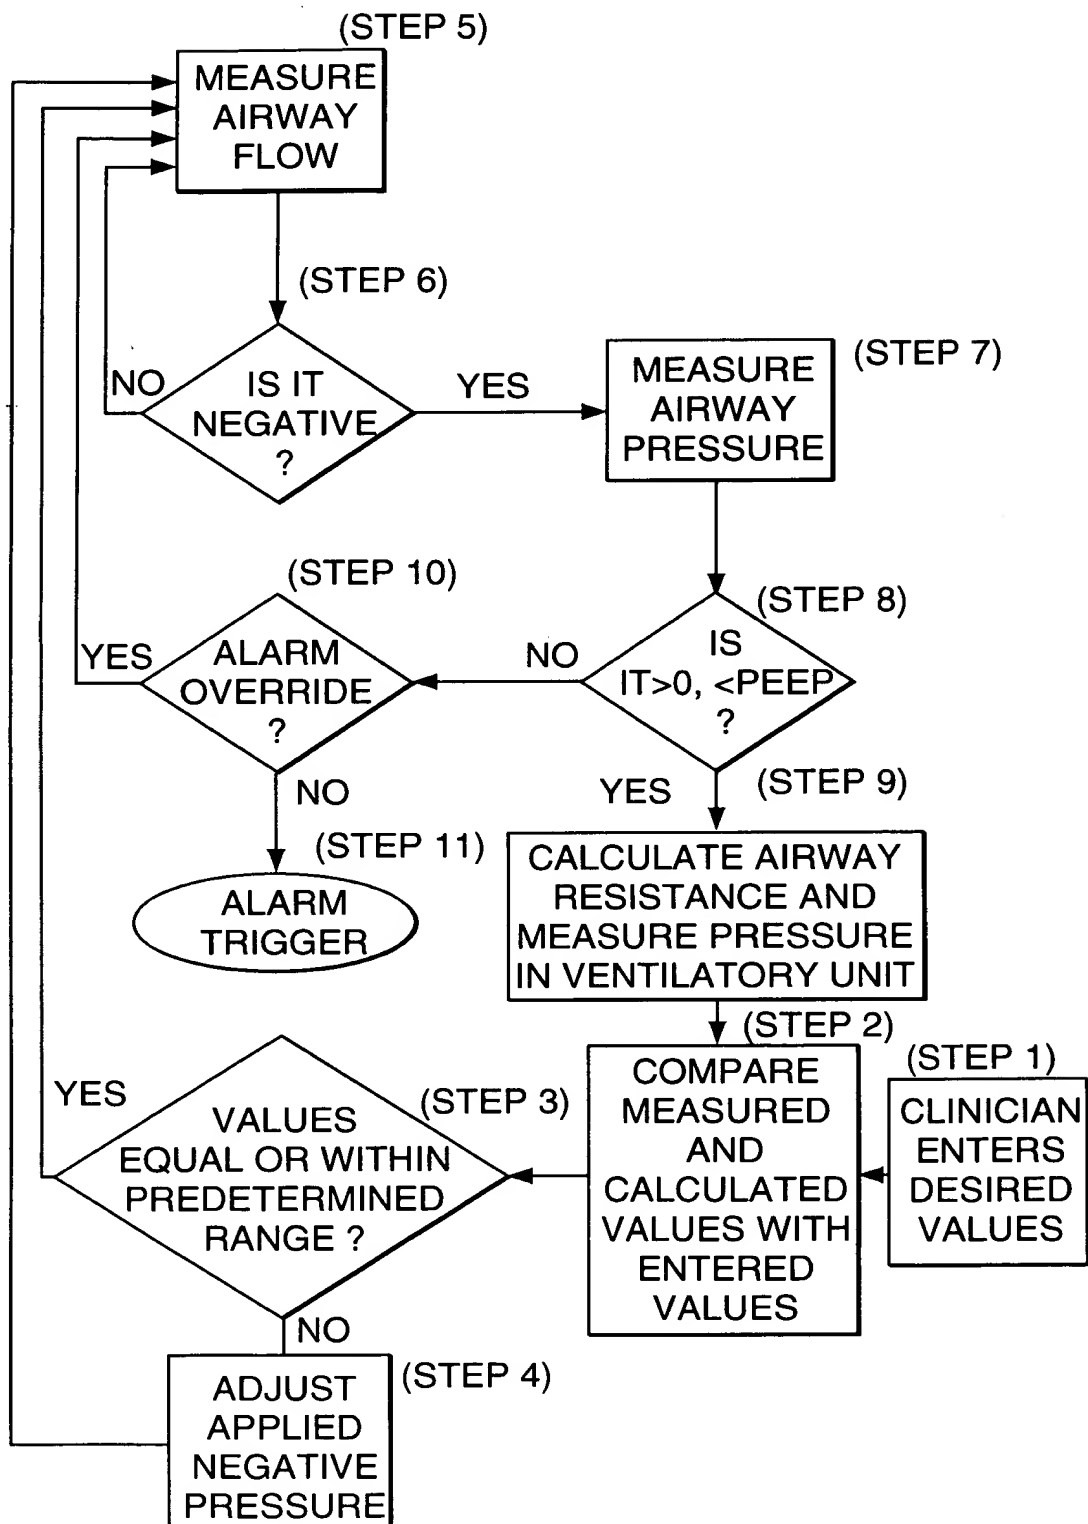 (STEP 5)
MEASURE
AIRWAY
FLOW
(STEP 6)
NO
IS IT
NEGATIVE
?
YES
(STEP 7)
MEASURE
AIRWAY
PRESSURE
(STEP 8)
IS
IT>0, <PEEP
?
NO
(STEP 10)
YES
ALARM
OVERRIDE
?
NO
(STEP 11)
ALARM
TRIGGER
YES
(STEP 9)
CALCULATE AIRWAY
RESISTANCE AND
MEASURE PRESSURE
IN VENTILATORY UNIT
(STEP 2)
COMPARE
MEASURED
AND
CALCULATED
VALUES WITH
ENTERED
VALUES
(STEP 1)
CLINICIAN
ENTERS
DESIRED
VALUES
(STEP 3)
YES
VALUES
EQUAL OR WITHIN
PREDETERMINED
RANGE ?
NO
(STEP 4)
ADJUST
APPLIED
NEGATIVE
PRESSURE